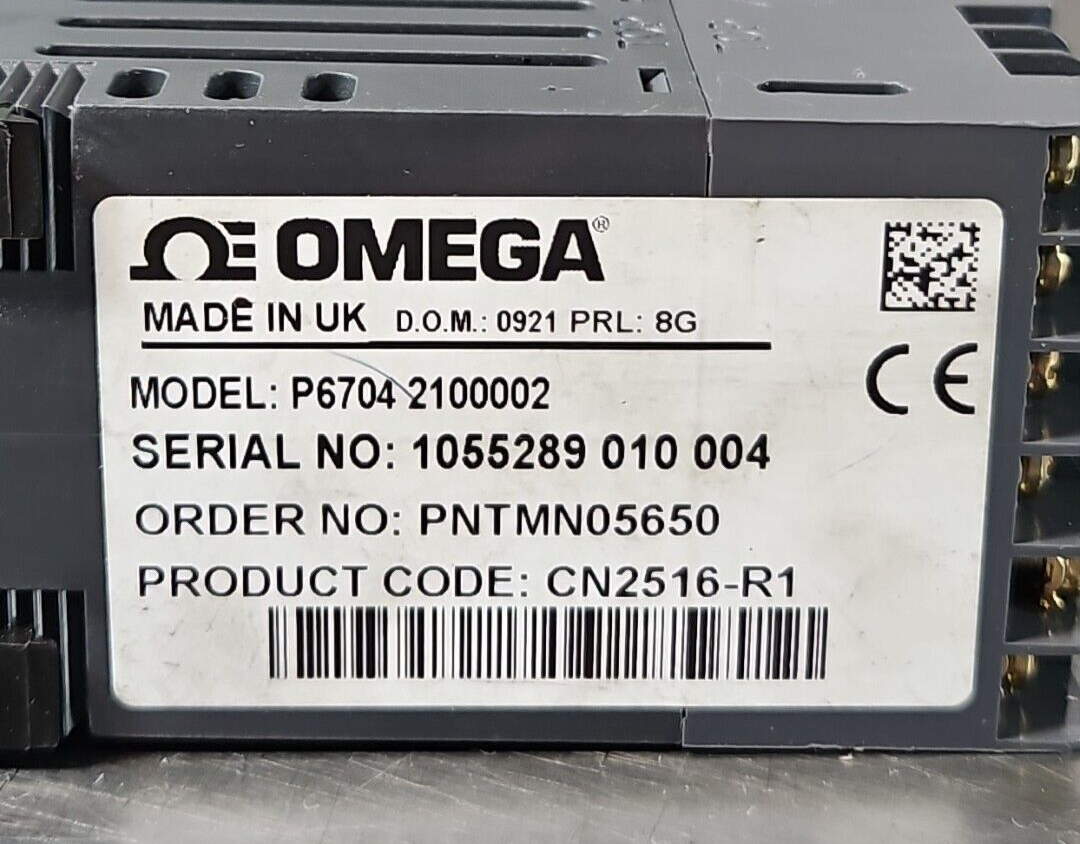 OMEGA®
MADE IN UK D.O.M.: 0921 PRL: 8G
MODEL: P6704 2100002
CE
SERIAL NO: 1055289 010 004
ORDER NO: PNTMN05650
PRODUCT CODE: CN2516-R1